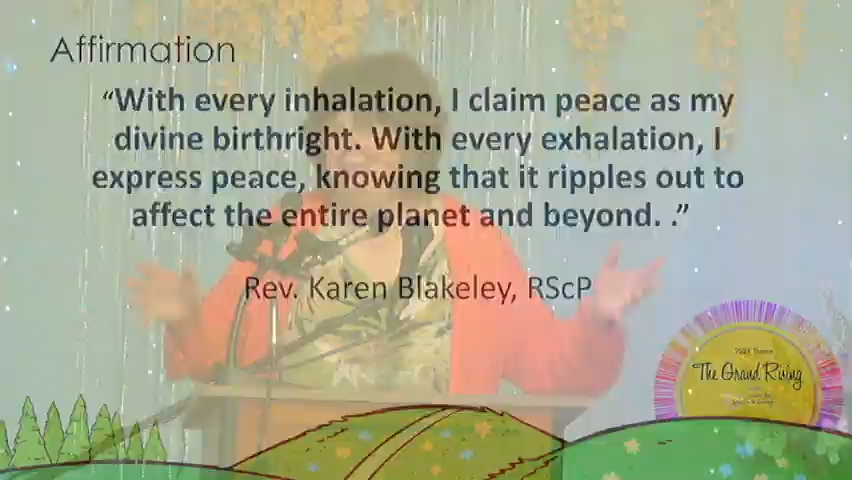 Affirmation
“With every inhalation, I claim peace as my
divine birthright. With every exhalation, I
express peace, knowing that it ripples out to
affect the entire planet and beyond. .”
Rev. Karen Blakeley, RScP
The Grand Rising